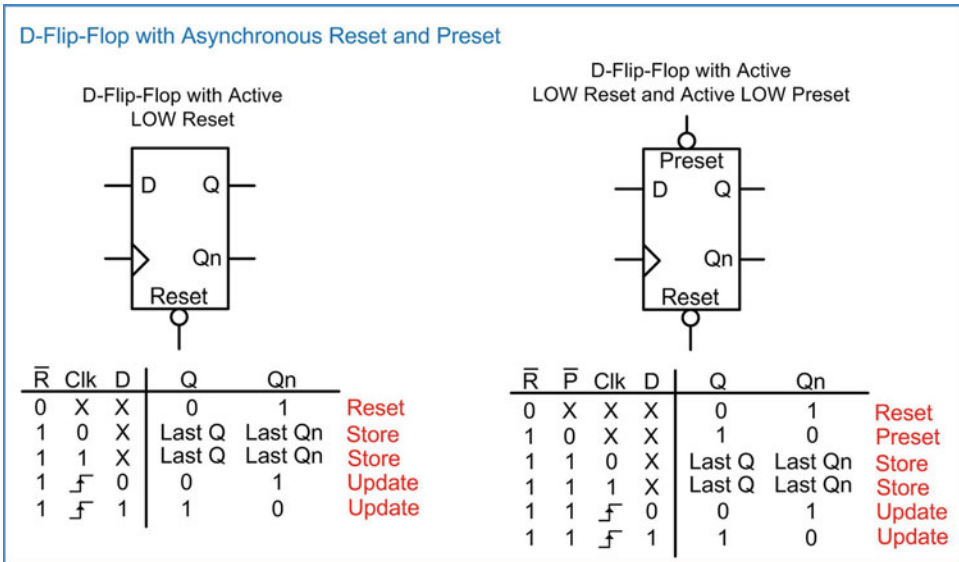 D-Flip-Flop with Asynchronous Reset and Preset
D-Flip-Flop with Active
LOW Reset
D Q
Qn
Reset
R̅ Clk D Q Qn
0 X X 0 1 Reset
1 0 X Last Q Last Qn Store
1 1 X Last Q Last Qn Store
1 0 0 1 Update
1 1 1 0 Update
D-Flip-Flop with Active
LOW Reset and Active LOW Preset
Preset
D Q
Qn
Reset
R̅ P̅ Clk D Q Qn
0 X X X 0 1 Reset
1 0 X X 1 0 Preset
1 1 0 X Last Q Last Qn Store
1 1 1 X Last Q Last Qn Store
1 1 0 0 1 Update
1 1 1 1 0 Update